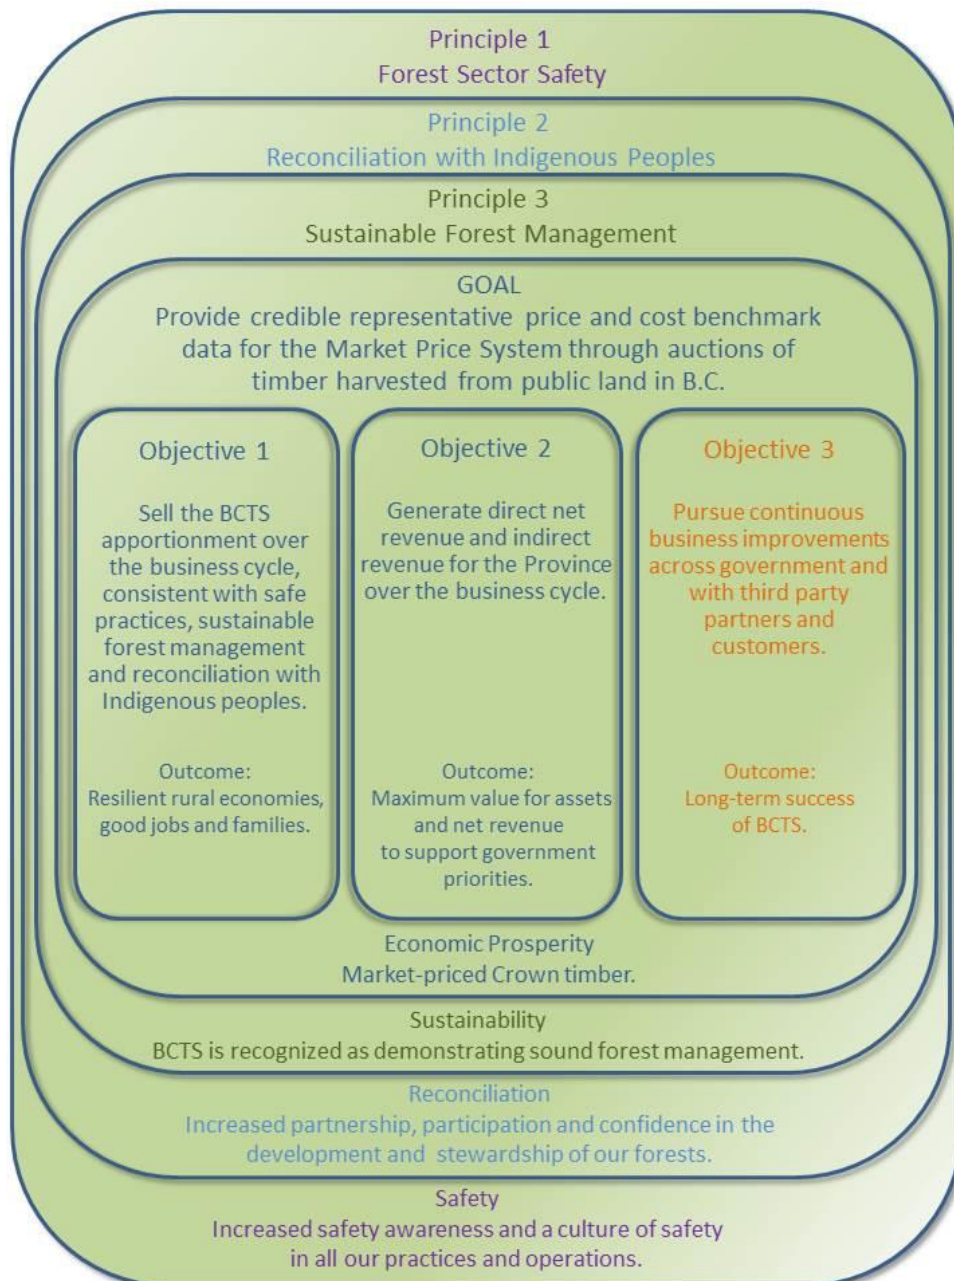 Principle 1
Forest Sector Safety
Principle 2
Reconciliation with Indigenous Peoples
Principle 3
Sustainable Forest Management
GOAL
Provide credible representative price and cost benchmark
data for the Market Price System through auctions of
timber harvested from public land in B.C.
Objective 1
Sell the BCTS
apportionment over
the business cycle,
consistent with safe
practices, sustainable
forest management
and reconciliation with
Indigenous peoples.
Outcome:
Resilient rural economies,
good jobs and families.
Objective 2
Generate direct net
revenue and indirect
revenue for the Province
over the business cycle.
Outcome:
Maximum value for assets
and net revenue
to support government
priorities.
Objective 3
Pursue continuous
business improvements
across government and
with third party
partners and
customers.
Outcome:
Long-term success
of BCTS.
Economic Prosperity
Market-priced Crown timber.
Sustainability
BCTS is recognized as demonstrating sound forest management.
Reconciliation
Increased partnership, participation and confidence in the
development and stewardship of our forests.
Safety
Increased safety awareness and a culture of safety
in all our practices and operations.